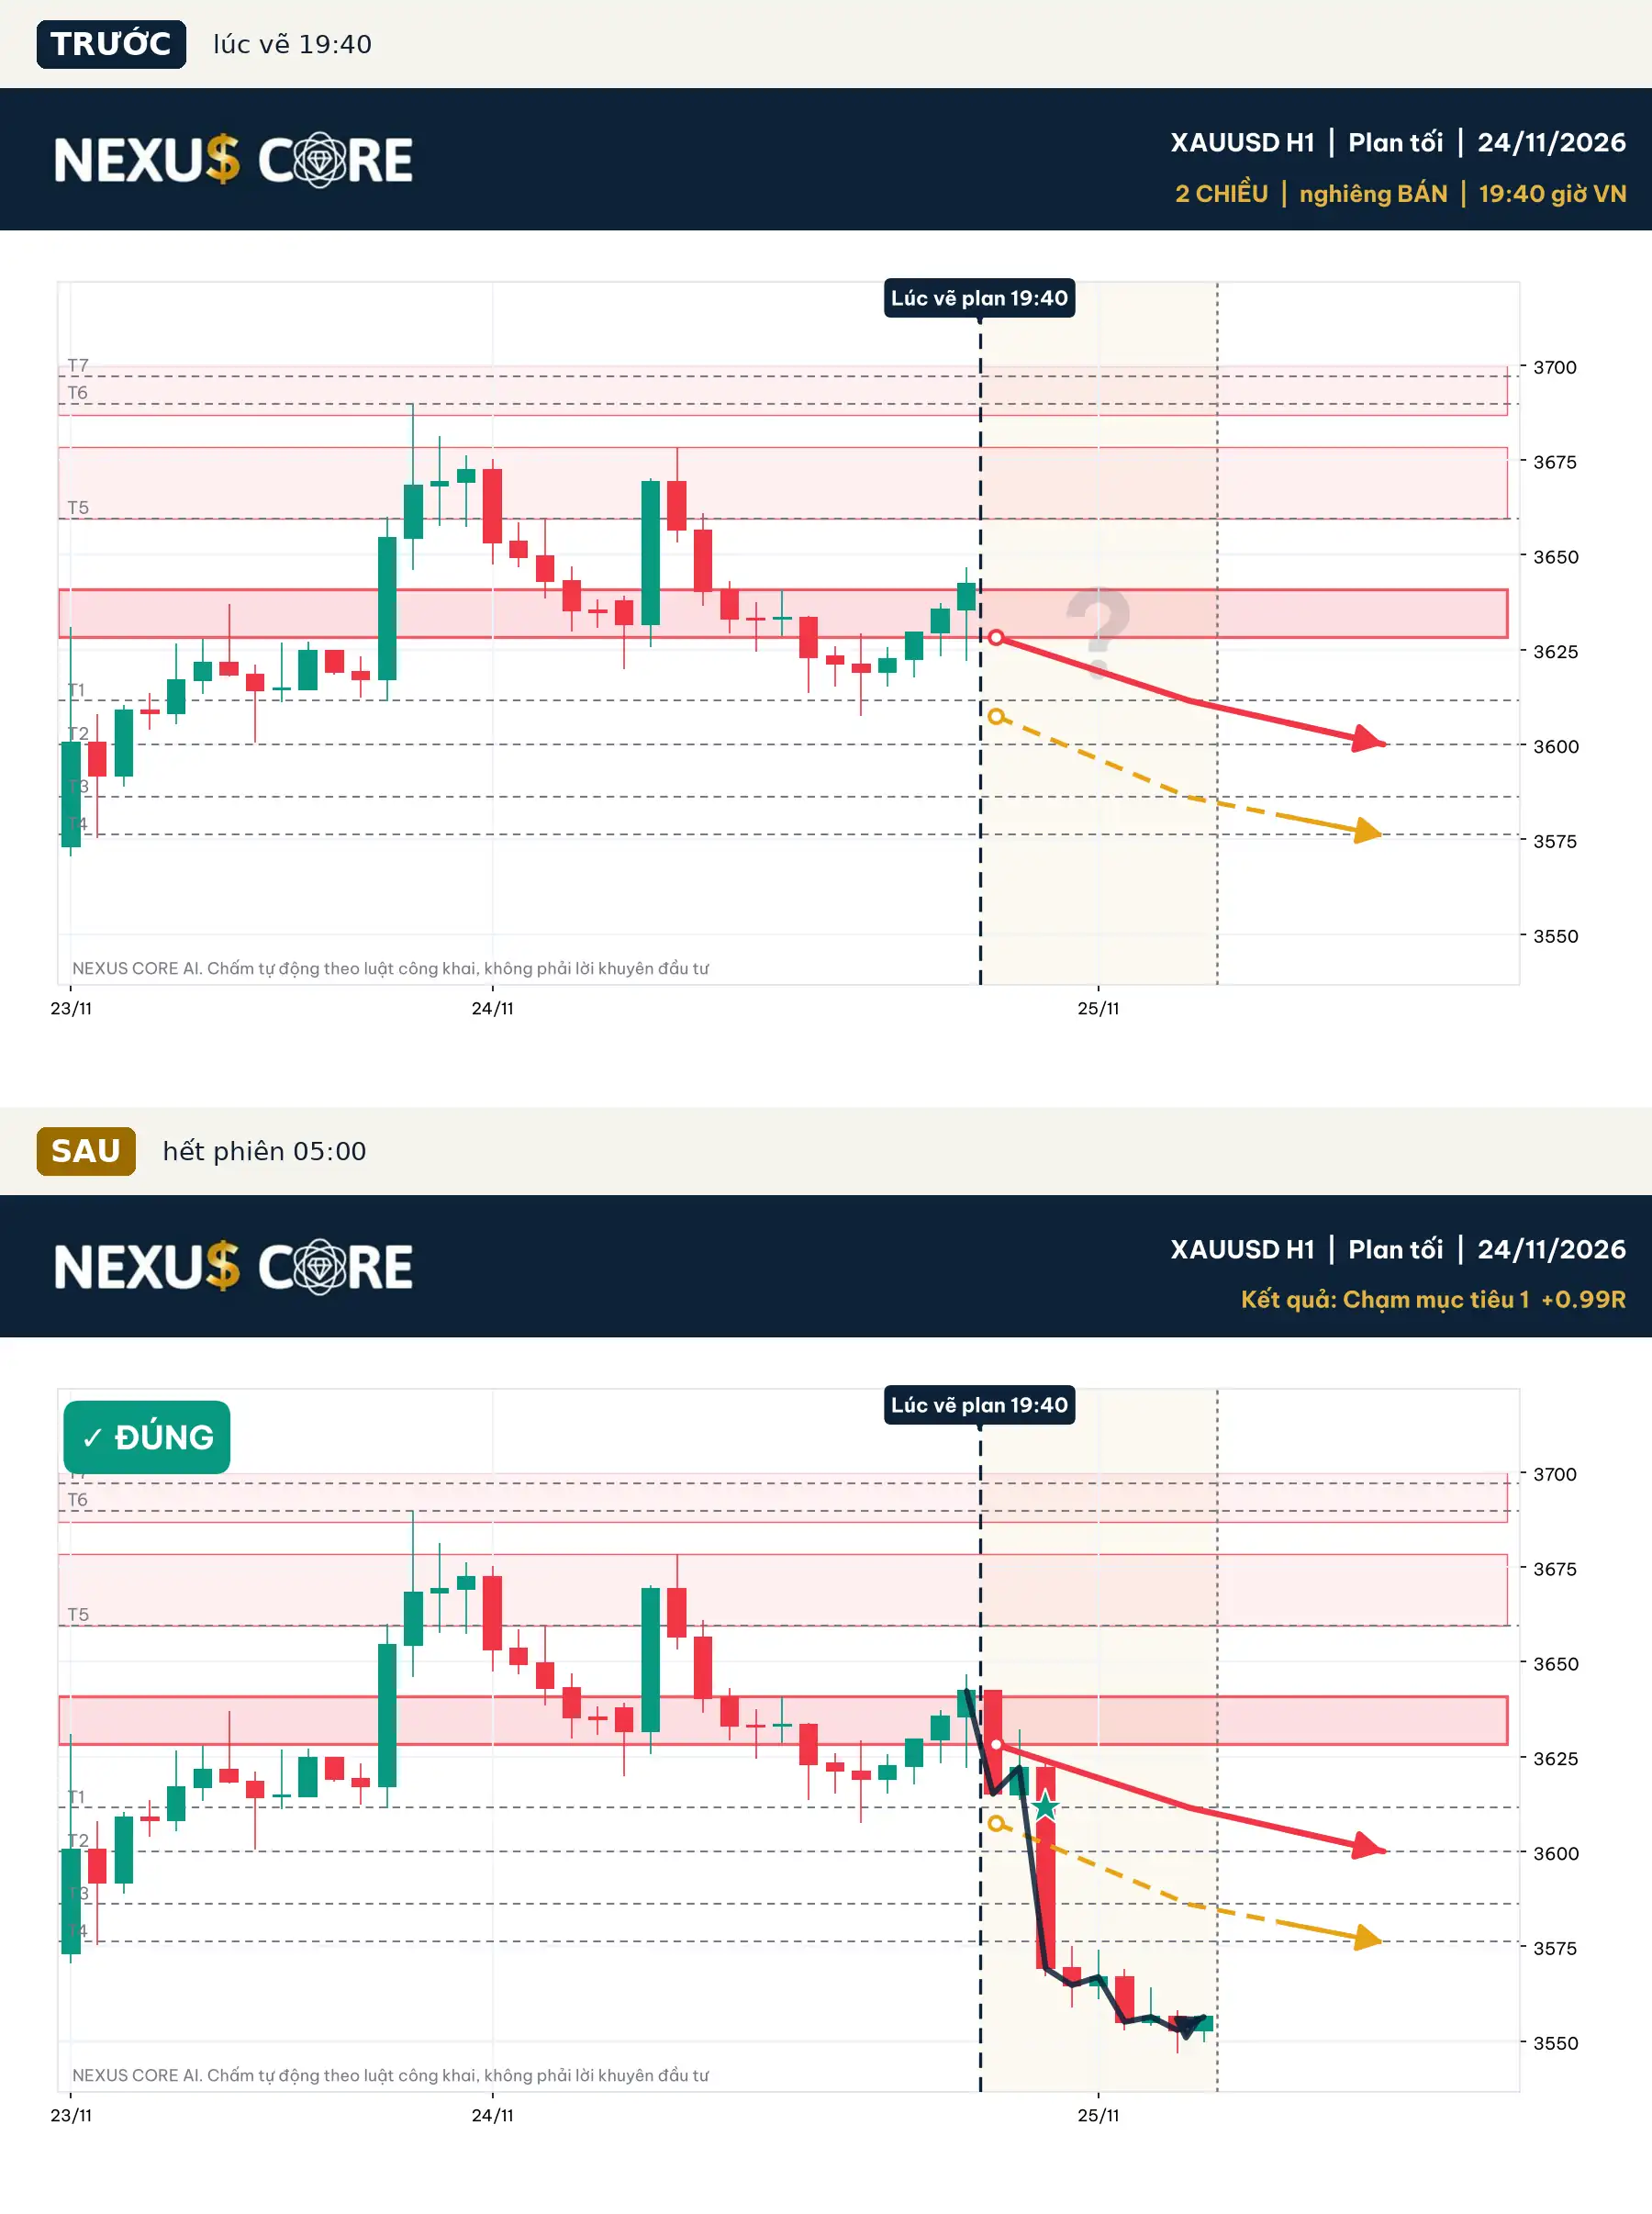 TRƯỚC lúc vẽ 19:40
NEXU$ CORE
XAUUSD H1 | Plan tối | 24/11/2026
2 CHIỀU | nghiêng BÁN | 19:40 giờ VN
Lúc vẽ plan 19:40
T7
3700
T6
3675
T5
3650
?
3625
T1
T2
3600
T3
T4
3575
3550
NEXUS CORE AI. Chấm tự động theo luật công khai, không phải lời khuyên đầu tư
23/11 24/11 25/11
SAU hết phiên 05:00
NEXU$ CORE
XAUUSD H1 | Plan tối | 24/11/2026
Kết quả: Chạm mục tiêu 1 +0.99R
Lúc vẽ plan 19:40
✓ ĐÚNG
3700
T6
3675
T5
3650
3625
T1
T2
3600
T3
T4
3575
3550
NEXUS CORE AI. Chấm tự động theo luật công khai, không phải lời khuyên đầu tư
23/11 24/11 25/11